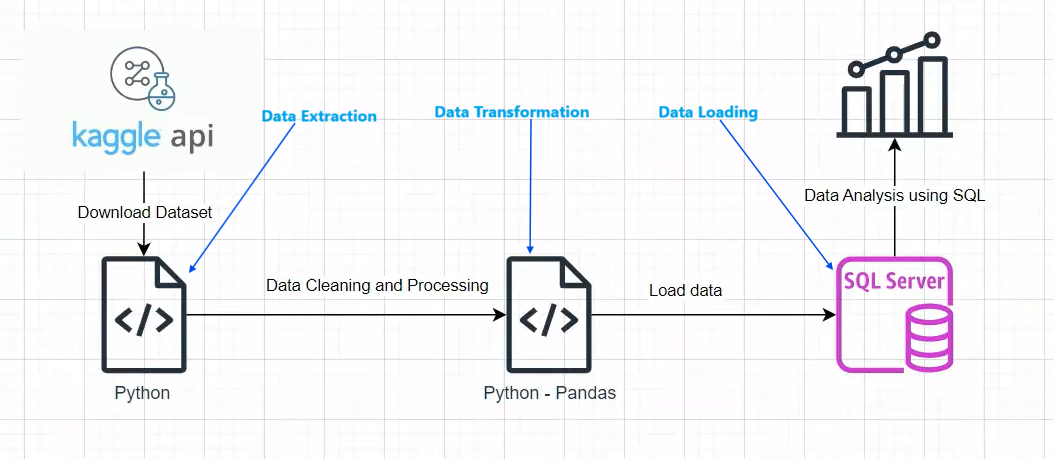 kaggle api
Data Extraction
Data Transformation
Data Loading
Download Dataset
Data Analysis using SQL
Data Cleaning and Processing
Load data
SQL Server
</>
</>
Python
Python - Pandas